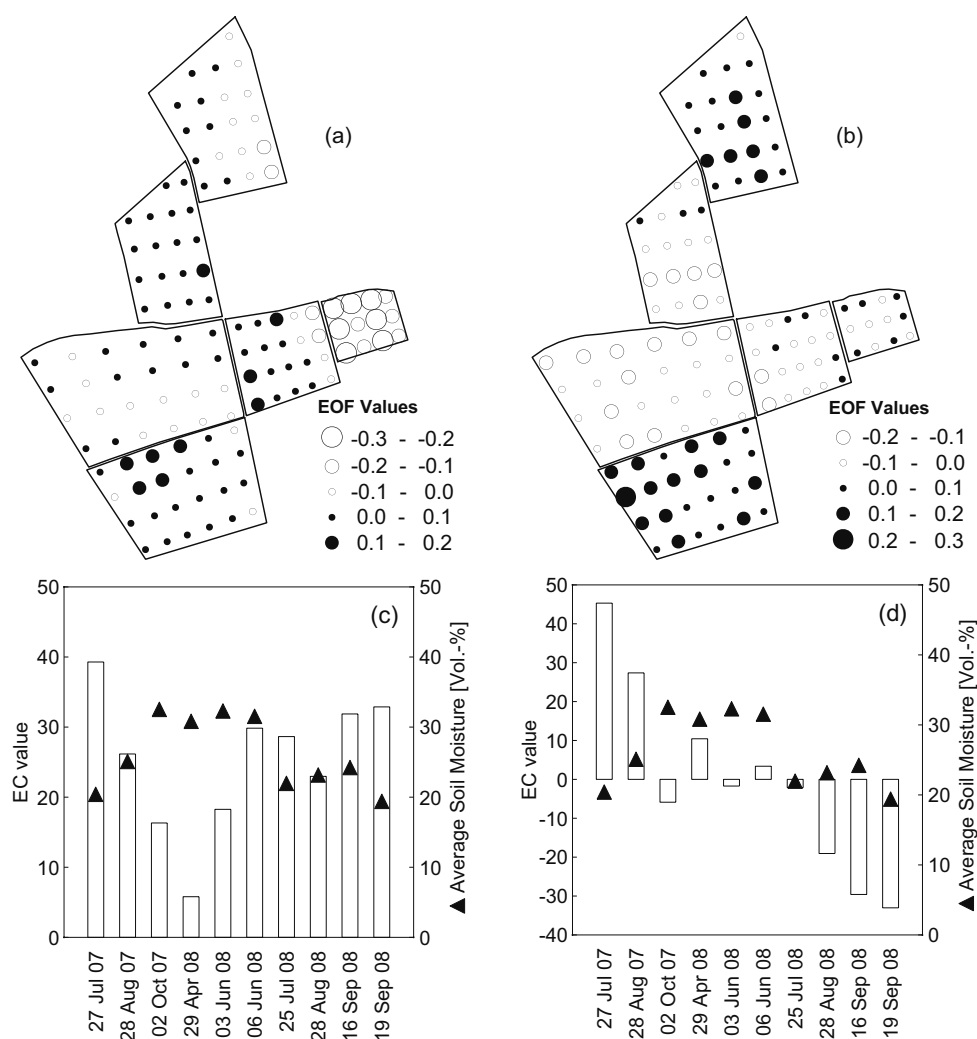 (a)
EOF Values
-0.3 - -0.2
-0.2 - -0.1
-0.1 - 0.0
0.0 - 0.1
0.1 - 0.2
(b)
EOF Values
-0.2 - -0.1
-0.1 - 0.0
0.0 - 0.1
0.1 - 0.2
0.2 - 0.3
(c)
EC value
50
40
30
20
10
0
50
40
30
20
10
0
▲ Average Soil Moisture [Vol.-%]
27 Jul 07
28 Aug 07
02 Oct 07
29 Apr 08
03 Jun 08
06 Jun 08
25 Jul 08
28 Aug 08
16 Sep 08
19 Sep 08
(d)
EC value
50
40
30
20
10
0
-10
-20
-30
-40
50
40
30
20
10
0
▲ Average Soil Moisture [Vol.-%]
27 Jul 07
28 Aug 07
02 Oct 07
29 Apr 08
03 Jun 08
06 Jun 08
25 Jul 08
28 Aug 08
16 Sep 08
19 Sep 08